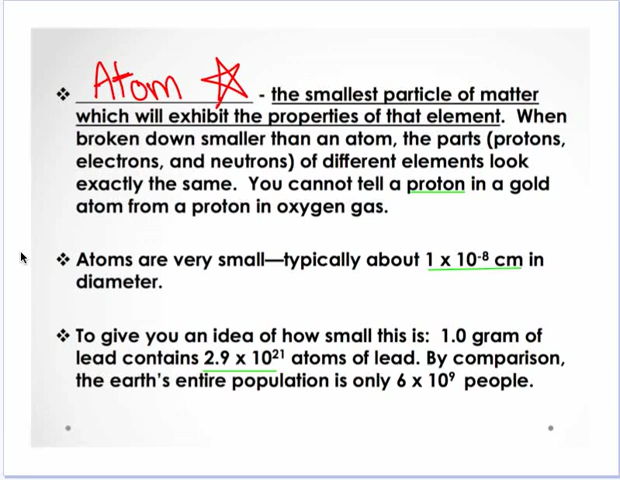 ❖ Atom - the smallest particle of matter
which will exhibit the properties of that element. When
broken down smaller than an atom, the parts (protons,
electrons, and neutrons) of different elements look
exactly the same. You cannot tell a proton in a gold
atom from a proton in oxygen gas.
❖ Atoms are very small—typically about 1 x 10⁻⁸ cm in
diameter.
❖ To give you an idea of how small this is: 1.0 gram of
lead contains 2.9 x 10²¹ atoms of lead. By comparison,
the earth's entire population is only 6 x 10⁹ people.